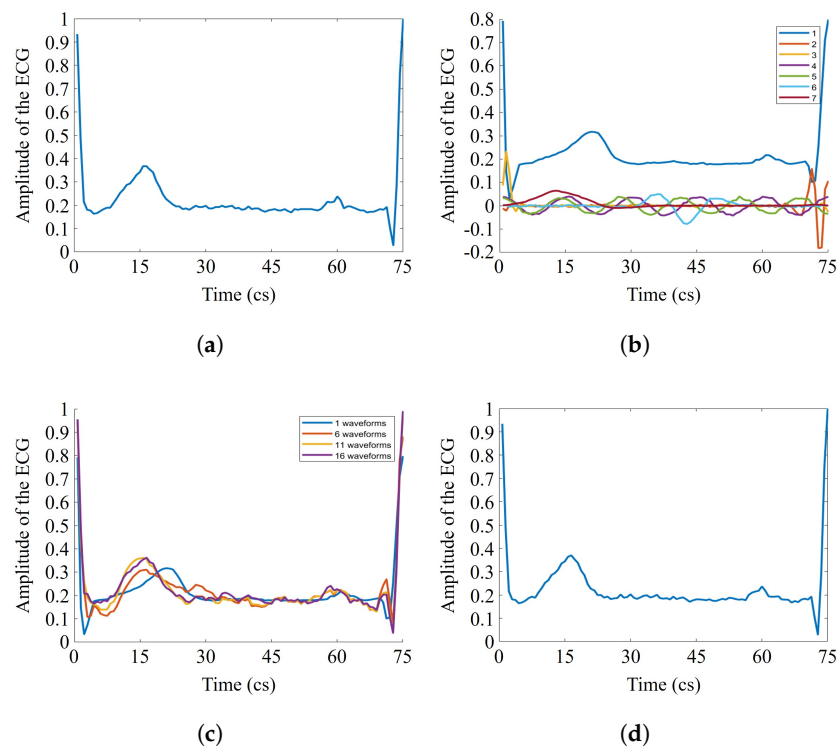 Amplitude of the ECG
1
0.9
0.8
0.7
0.6
0.5
0.4
0.3
0.2
0.1
0
0 15 30 45 60 75
Time (cs)
(a)
Amplitude of the ECG
0.8
0.7
0.6
0.5
0.4
0.3
0.2
0.1
0
-0.1
-0.2
0 15 30 45 60 75
Time (cs)
1
2
3
4
5
6
7
(b)
Amplitude of the ECG
1
0.9
0.8
0.7
0.6
0.5
0.4
0.3
0.2
0.1
0
0 15 30 45 60 75
Time (cs)
1 waveforms
6 waveforms
11 waveforms
16 waveforms
(c)
Amplitude of the ECG
1
0.9
0.8
0.7
0.6
0.5
0.4
0.3
0.2
0.1
0
0 15 30 45 60 75
Time (cs)
(d)